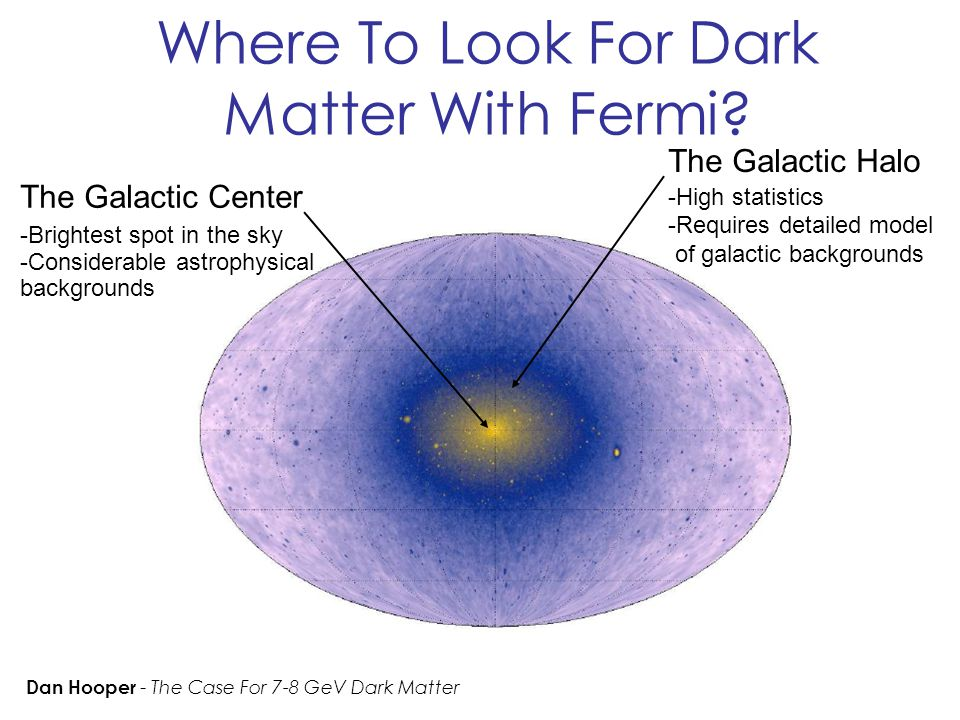 Where To Look For Dark
Matter With Fermi?
The Galactic Center
-Brightest spot in the sky
-Considerable astrophysical
backgrounds
The Galactic Halo
-High statistics
-Requires detailed model
of galactic backgrounds
Dan Hooper - The Case For 7-8 GeV Dark Matter